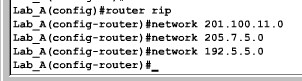 Lab_A(config)#router rip
Lab_A(config-router)#network 201.100.11.0
Lab_A(config-router)#network 205.7.5.0
Lab_A(config-router)#network 192.5.5.0
Lab_A(config-router)#_